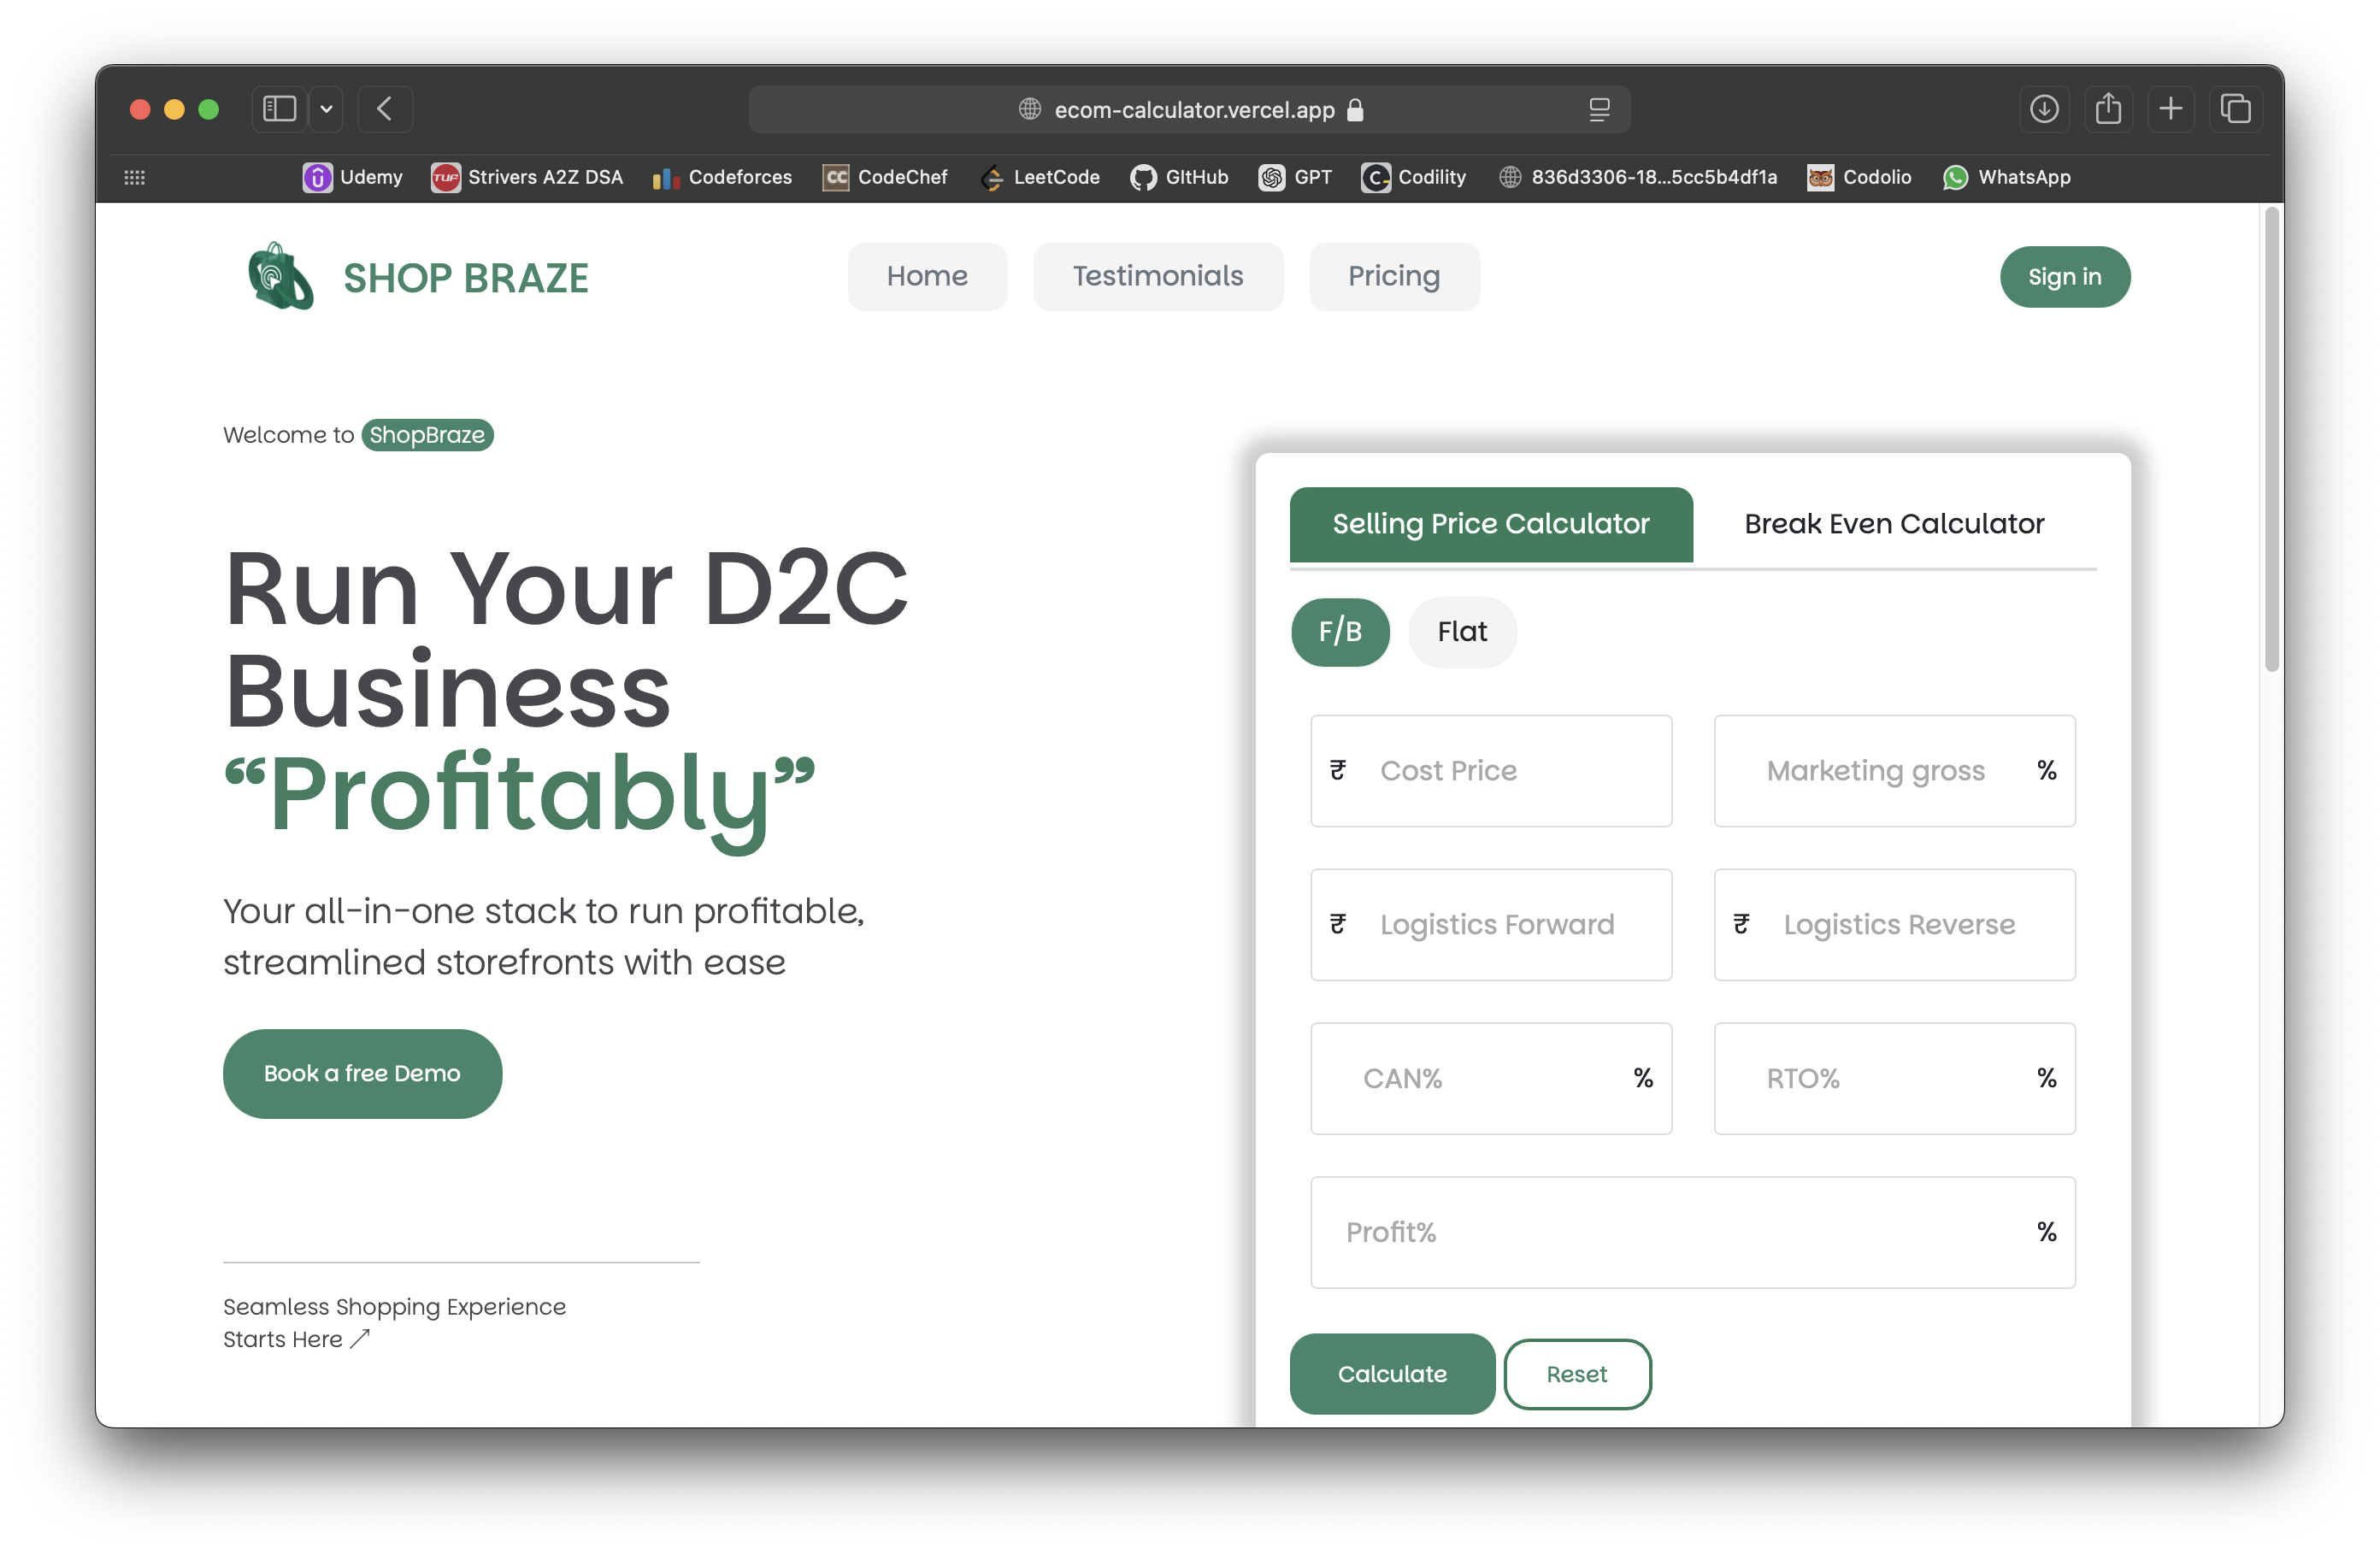 ecom-calculator.vercel.app
Udemy
TUF
Strivers A2Z DSA
Codeforces
CC
CodeChef
LeetCode
GItHub
GPT
C
Codility
836d3306-18...5cc5b4df1a
Codolio
WhatsApp
SHOP BRAZE
Home
Testimonials
Pricing
Sign in
Welcome to ShopBraze
Run Your D2C
Business
“Profitably”
Your all-in-one stack to run profitable,
streamlined storefronts with ease
Book a free Demo
Seamless Shopping Experience
Starts Here ↗
Selling Price Calculator
Break Even Calculator
F/B
Flat
₹ Cost Price
Marketing gross %
₹ Logistics Forward
₹ Logistics Reverse
CAN% %
RTO% %
Profit% %
Calculate
Reset